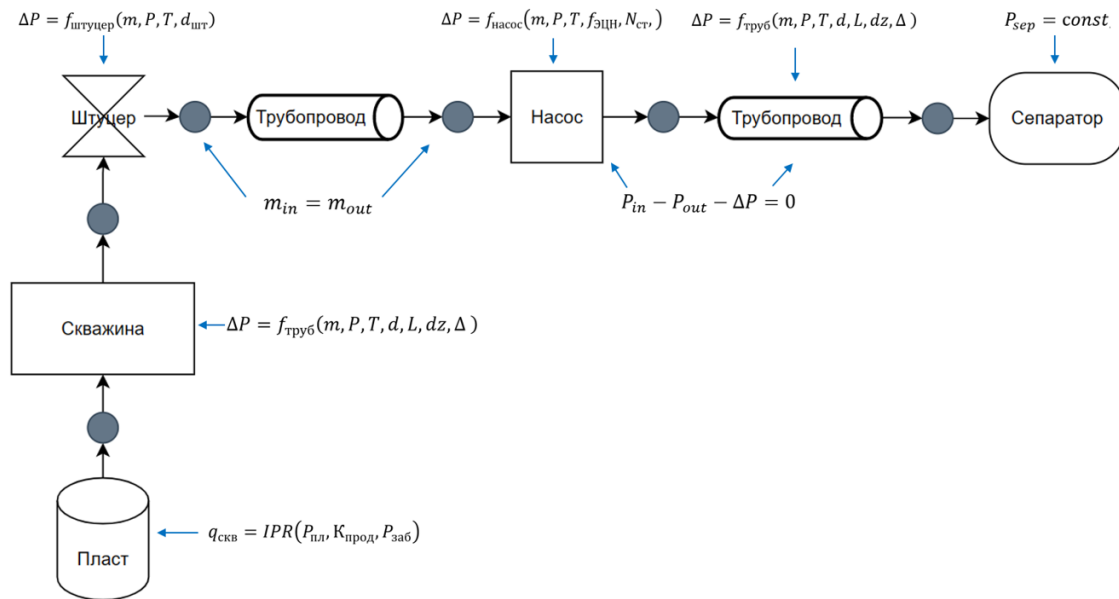 ΔP = f_штуцер(m, P, T, d_шт)
ΔP = f_насос(m, P, T, f_ЭЦН, N_ст,)
ΔP = f_труб(m, P, T, d, L, dz, Δ )
P_sep = const.
Штуцер
Трубопровод
Насос
Трубопровод
Сепаратор
m_in = m_out
P_in − P_out − ΔP = 0
Скважина
ΔP = f_труб(m, P, T, d, L, dz, Δ )
q_скв = IPR(P_пл, К_прод, P_заб)
Пласт